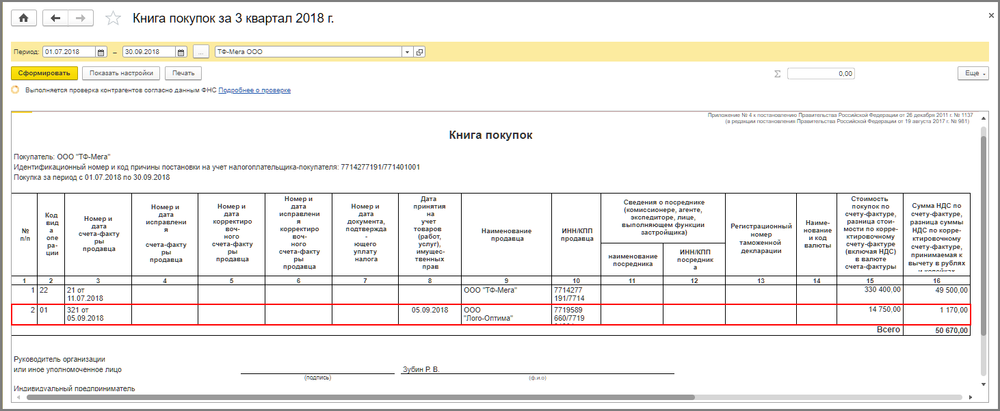 Книга покупок за 3 квартал 2018 г.
Период: 01.07.2018 – 30.09.2018 ... ТФ-Мега ООО
Сформировать Показать настройки Печать Σ 0,00 Еще
Выполняется проверка контрагентов согласно данным ФНС Подробнее о проверке
Приложение № 4 к постановлению Правительства Российской Федерации от 26 декабря 2011 г. № 1137
(в редакции постановления Правительства Российской Федерации от 19 августа 2017 г. № 981)
Книга покупок
Покупатель: ООО "ТФ-Мега"
Идентификационный номер и код причины постановки на учет налогоплательщика-покупателя: 7714277191/771401001
Покупка за период с 01.07.2018 по 30.09.2018
№
п/п
Код
вид
а
опе
ра-
ции
Номер и
дата
счета-факту
ры
продавца
Номер и
дата
исправлени
я
счета-факту
ры
продавца
Номер и
дата
корректиро
воч-
ного
счета-факту
ры
продавца
Номер и
дата
исправлени
я
корректиро
воч-
ного
счета-факту
ры
продавца
Номер и
дата
документа,
подтвержда
-
ющего
уплату
налога
Дата
принятия
на
учет
товаров
(работ,
услуг),
имущес-
твенных
прав
Наименование
продавца
ИНН/КПП
продавца
Сведения о посреднике
(комиссионере, агенте,
экспедиторе, лице,
выполняющем функции
застройщика)
наименование
посредника
ИНН/КПП
посредник
а
Регистрационный
номер
таможенной
декларации
Наиме-
нование
и код
валюты
Стоимость
покупок по
счету-фактуре,
разница стои-
мости по корре-
ктировочному
счету-фактуре
(включая НДС)
в валюте
счета-фактуры
Сумма НДС по
счету-фактуре,
разница суммы
НДС по корре-
ктировочному
счету-фактуре,
принимаемая к
вычету в рублях
и копейках
1 2 3 4 5 6 7 8 9 10 11 12 13 14 15 16
1 22 21 от ООО "ТФ-Мега" 7714277 330 400,00 49 500,00
11.07.2018 191/7714
2 01 321 от 05.09.2018 ООО 7719589 14 750,00 1 170,00
05.09.2018 "Лого-Оптима" 660/7719
Всего 50 670,00
Руководитель организации
или иное уполномоченное лицо Зубин Р. В.
(подпись) (ф.и.о)
Индивидуальный предприниматель